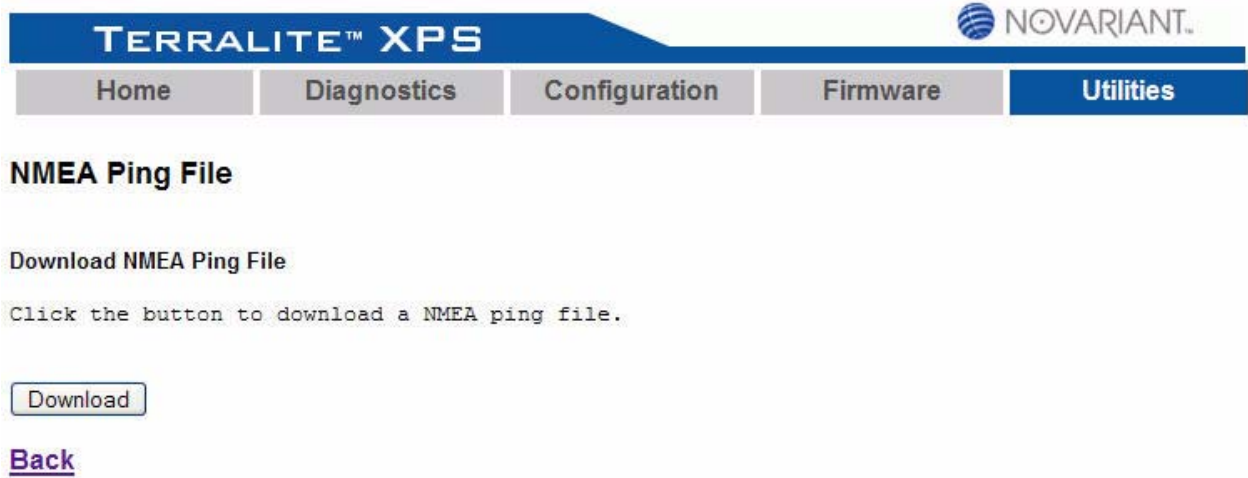 TERRALITE™ XPS
NOVARIANT™
Home Diagnostics Configuration Firmware Utilities
NMEA Ping File
Download NMEA Ping File
Click the button to download a NMEA ping file.
Download
Back